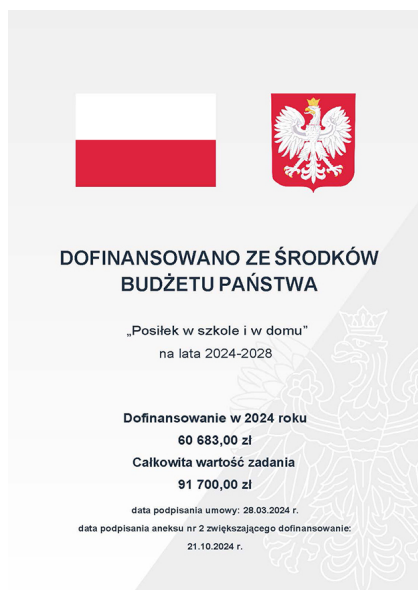 DOFINANSOWANO ZE ŚRODKÓW
BUDŻETU PAŃSTWA
„Posiłek w szkole i w domu”
na lata 2024-2028
Dofinansowanie w 2024 roku
60 683,00 zł
Całkowita wartość zadania
91 700,00 zł
data podpisania umowy: 28.03.2024 r.
data podpisania aneksu nr 2 zwiększającego dofinansowanie:
21.10.2024 r.